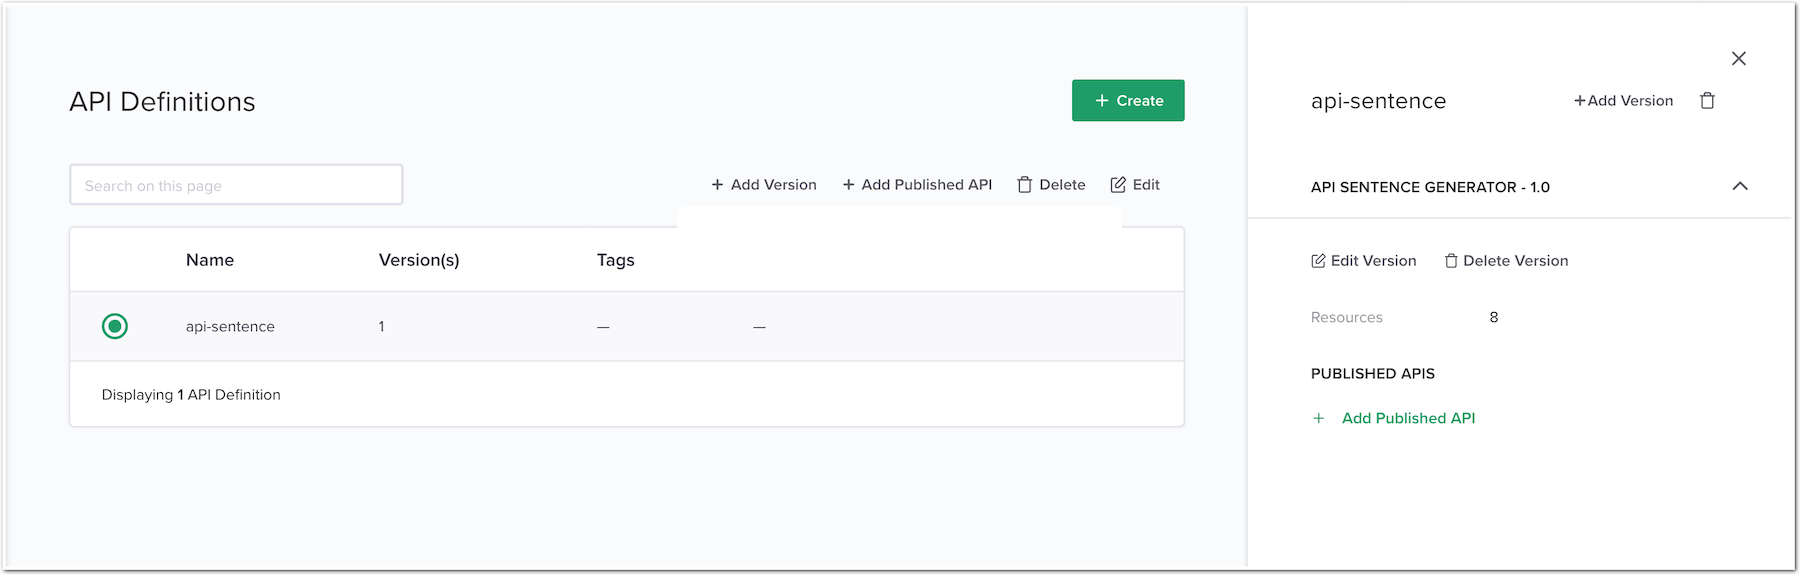 API Definitions
+ Create
Search on this page
+ Add Version + Add Published API Delete Edit
Name Version(s) Tags
api-sentence 1 — —
Displaying 1 API Definition
api-sentence +Add Version
API SENTENCE GENERATOR - 1.0
Edit Version Delete Version
Resources 8
PUBLISHED APIS
+ Add Published API